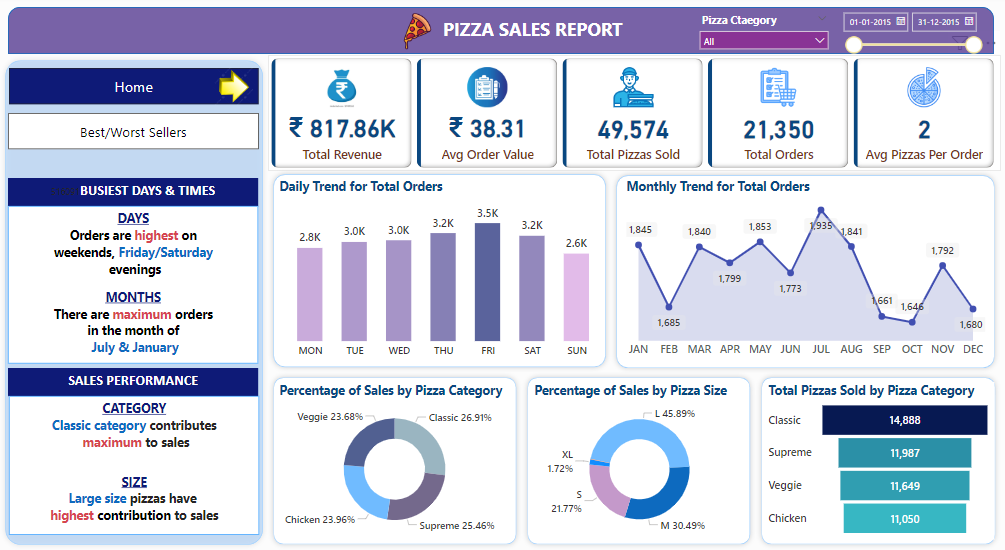 PIZZA SALES REPORT
Pizza Ctaegory
All
01-01-2015
31-12-2015
Home
Best/Worst Sellers
₹ 817.86K
Total Revenue
₹ 38.31
Avg Order Value
49,574
Total Pizzas Sold
21,350
Total Orders
2
Avg Pizzas Per Order
BUSIEST DAYS & TIMES
DAYS
Orders are highest on
weekends, Friday/Saturday
evenings
MONTHS
There are maximum orders
in the month of
July & January
SALES PERFORMANCE
CATEGORY
Classic category contributes
maximum to sales
SIZE
Large size pizzas have
highest contribution to sales
Daily Trend for Total Orders
2.8K
3.0K
3.0K
3.2K
3.5K
3.2K
2.6K
MON TUE WED THU FRI SAT SUN
Monthly Trend for Total Orders
1,845
1,685
1,840
1,799
1,853
1,773
1,935
1,841
1,661
1,646
1,792
1,680
JAN FEB MAR APR MAY JUN JUL AUG SEP OCT NOV DEC
Percentage of Sales by Pizza Category
Veggie 23.68%
Classic 26.91%
Chicken 23.96%
Supreme 25.46%
Percentage of Sales by Pizza Size
L 45.89%
XL
1.72%
S
21.77%
M 30.49%
Total Pizzas Sold by Pizza Category
Classic 14,888
Supreme 11,987
Veggie 11,649
Chicken 11,050